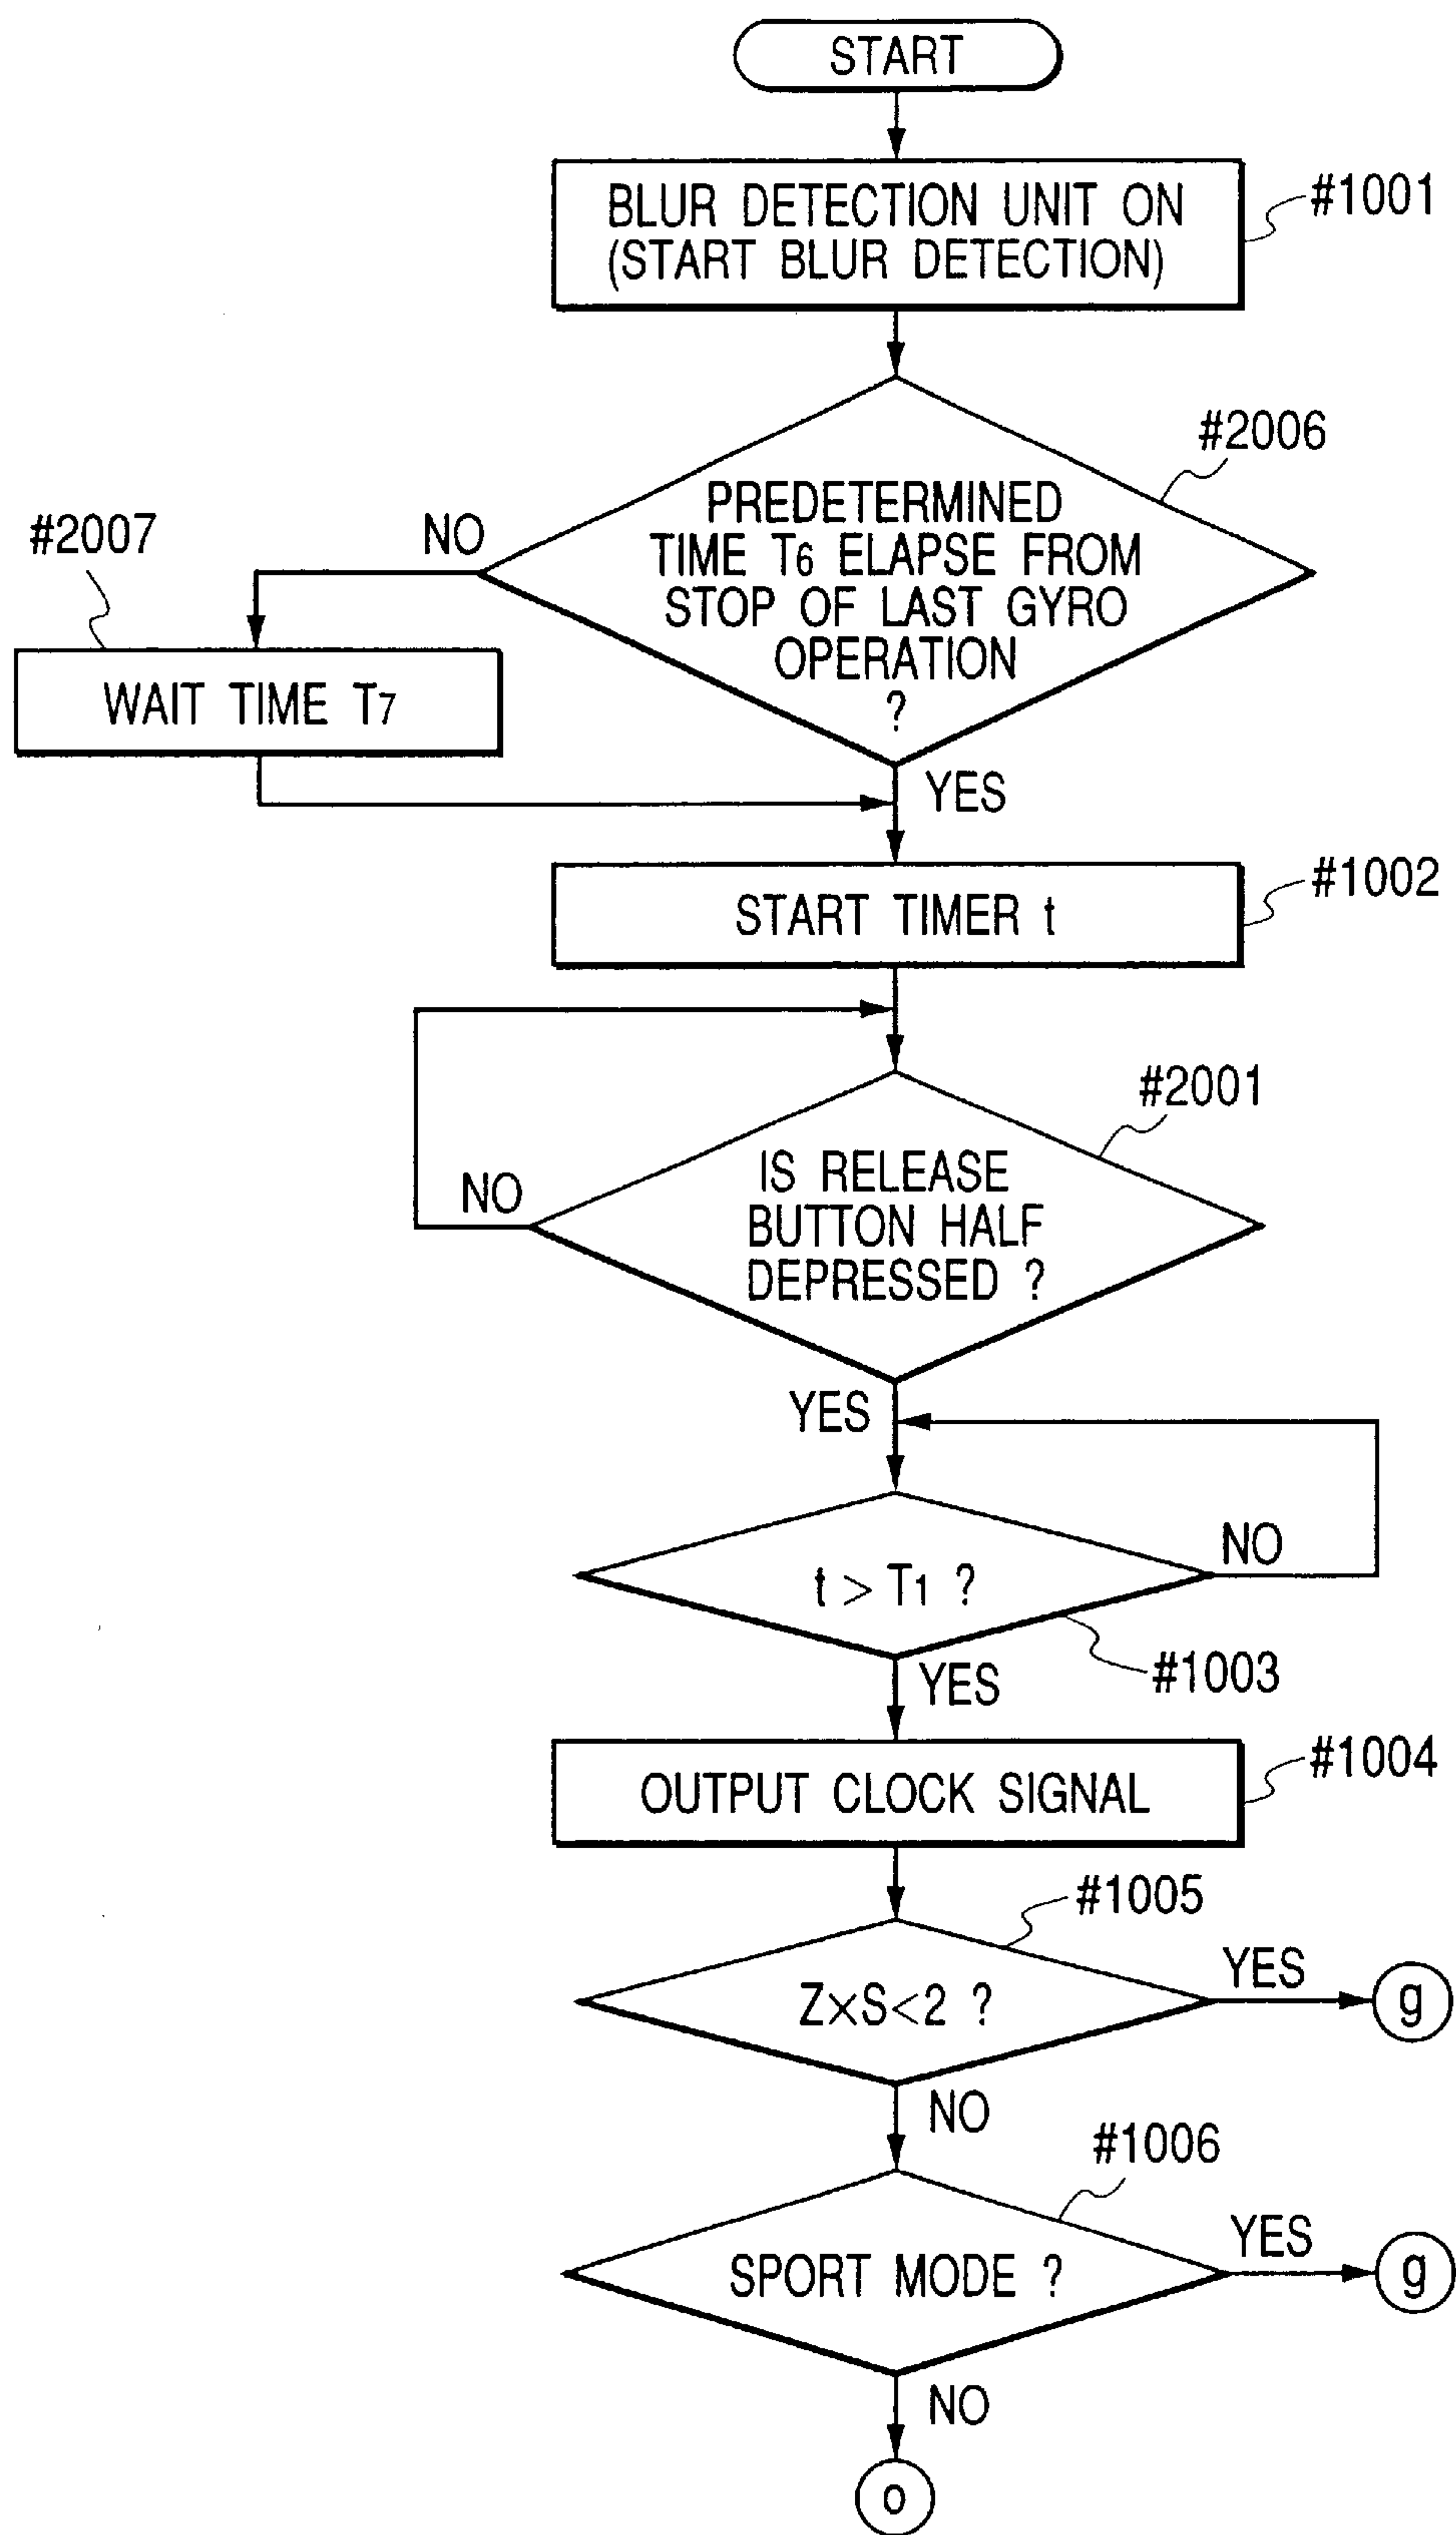 START
BLUR DETECTION UNIT ON
(START BLUR DETECTION)
#1001
#2006
PREDETERMINED
TIME T6 ELAPSE FROM
STOP OF LAST GYRO
OPERATION
?
NO
#2007
WAIT TIME T7
YES
START TIMER t
#1002
#2001
IS RELEASE
BUTTON HALF
DEPRESSED ?
NO
YES
t > T1 ?
NO
#1003
YES
OUTPUT CLOCK SIGNAL
#1004
#1005
Z×S<2 ?
YES
g
NO
#1006
SPORT MODE ?
YES
g
NO
o